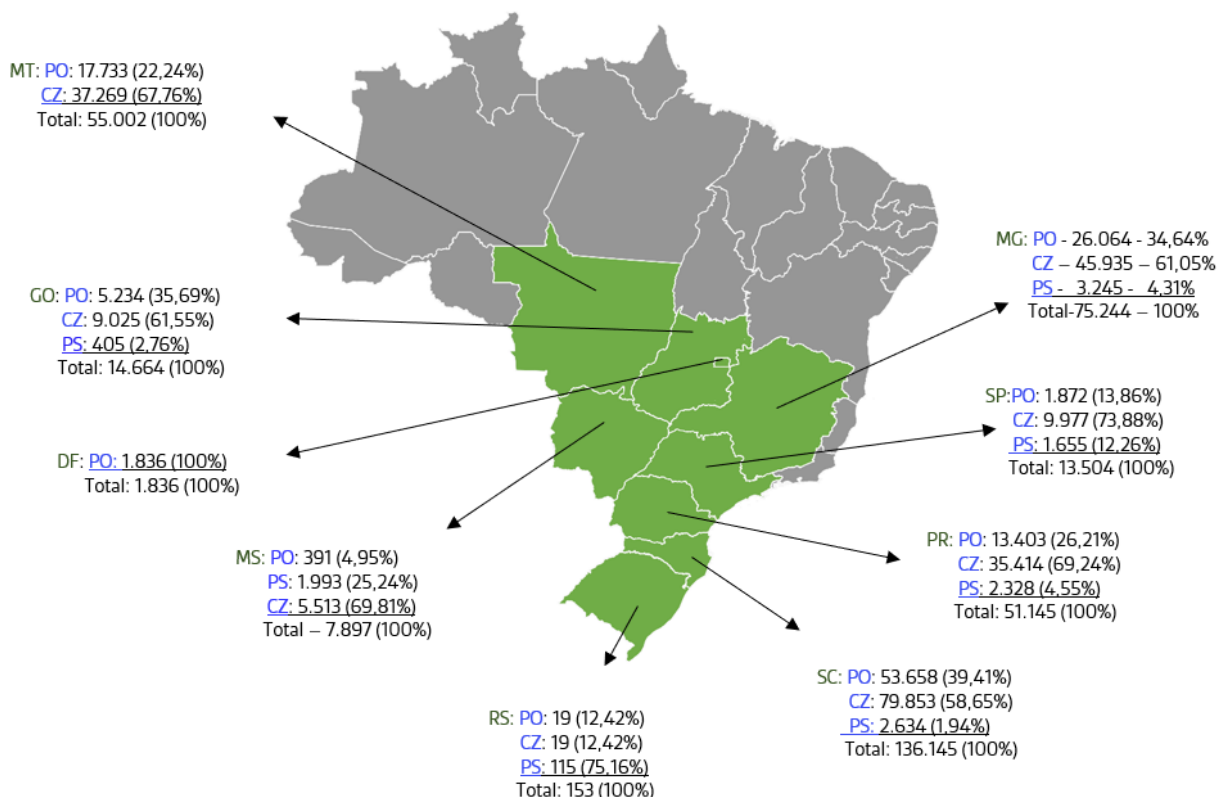 MT: PO: 17.733 (22,24%)
CZ: 37.269 (67,76%)
Total: 55.002 (100%)
GO: PO: 5.234 (35,69%)
CZ: 9.025 (61,55%)
PS: 405 (2,76%)
Total: 14.664 (100%)
DF: PO: 1.836 (100%)
Total: 1.836 (100%)
MS: PO: 391 (4,95%)
PS: 1.993 (25,24%)
CZ: 5.513 (69,81%)
Total – 7.897 (100%)
RS: PO: 19 (12,42%)
CZ: 19 (12,42%)
PS: 115 (75,16%)
Total: 153 (100%)
MG: PO - 26.064 - 34,64%
CZ – 45.935 – 61,05%
PS - 3.245 - 4,31%
Total-75.244 – 100%
SP:PO: 1.872 (13,86%)
CZ: 9.977 (73,88%)
PS: 1.655 (12,26%)
Total: 13.504 (100%)
PR: PO: 13.403 (26,21%)
CZ: 35.414 (69,24%)
PS: 2.328 (4,55%)
Total: 51.145 (100%)
SC: PO: 53.658 (39,41%)
CZ: 79.853 (58,65%)
PS: 2.634 (1,94%)
Total: 136.145 (100%)